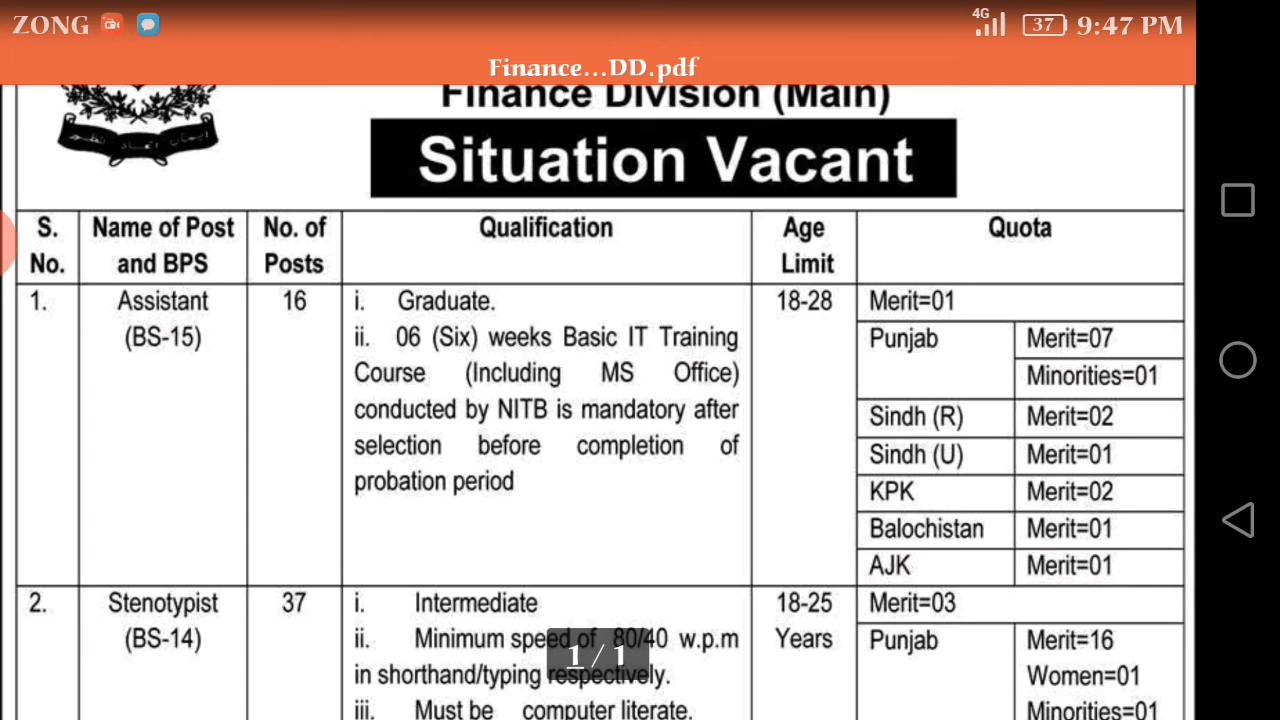 ZONG 4G 37 9:47 PM
Finance...DD.pdf
ایمان اتحاد نظم
Finance Division (Main)
Situation Vacant
S. No. Name of Post and BPS No. of Posts Qualification Age Limit Quota
1. Assistant (BS-15) 16 i. Graduate. 18-28 Merit=01
ii. 06 (Six) weeks Basic IT Training
Course (Including MS Office)
conducted by NITB is mandatory after
selection before completion of
probation period
Punjab Merit=07
Minorities=01
Sindh (R) Merit=02
Sindh (U) Merit=01
KPK Merit=02
Balochistan Merit=01
AJK Merit=01
2. Stenotypist (BS-14) 37 i. Intermediate 18-25 Years Merit=03
ii. Minimum speed of 80/40 w.p.m
in shorthand/typing respectively.
iii. Must be computer literate.
Punjab Merit=16
Women=01
Minorities=01
1 / 1